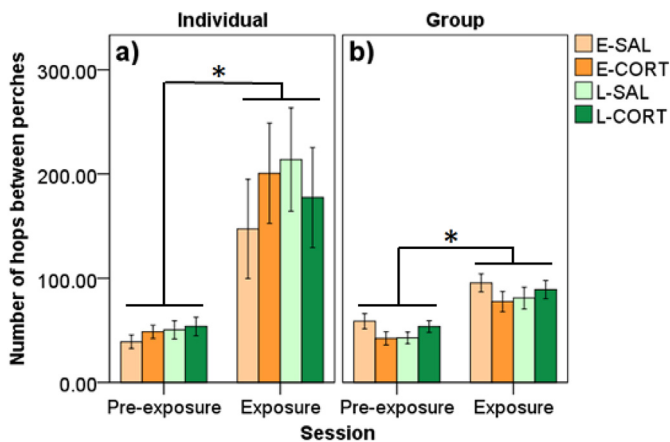 Individual
Group
a)
b)
*
*
E-SAL
E-CORT
L-SAL
L-CORT
Number of hops between perches
300.00
200.00
100.00
0.00
Pre-exposure
Exposure
Pre-exposure
Exposure
Session